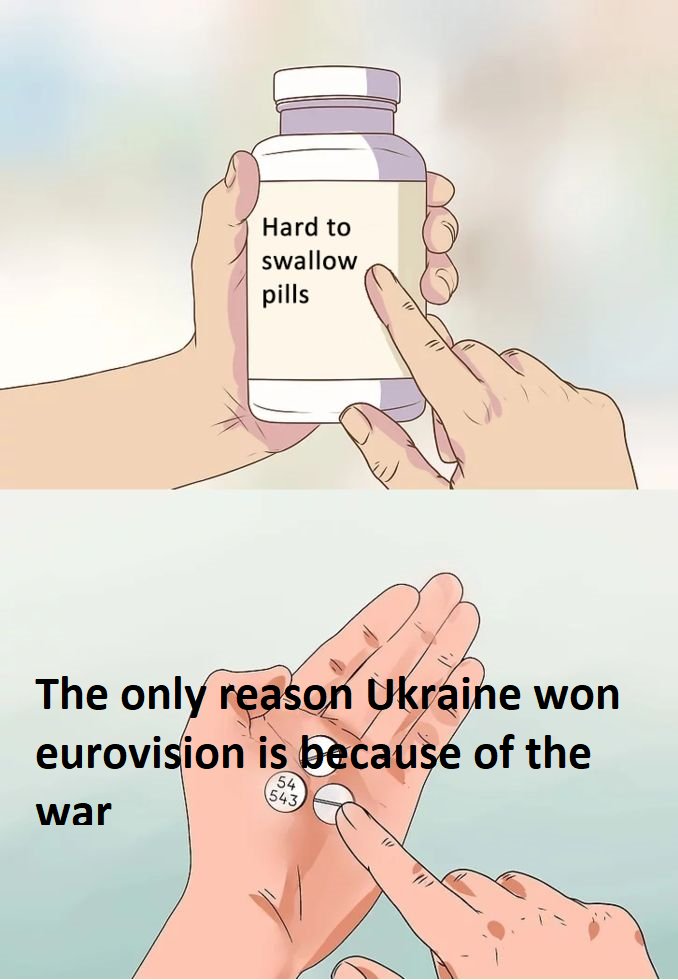 Hard to
swallow
pills
The only reason Ukraine won
eurovision is because of the
war
54
543